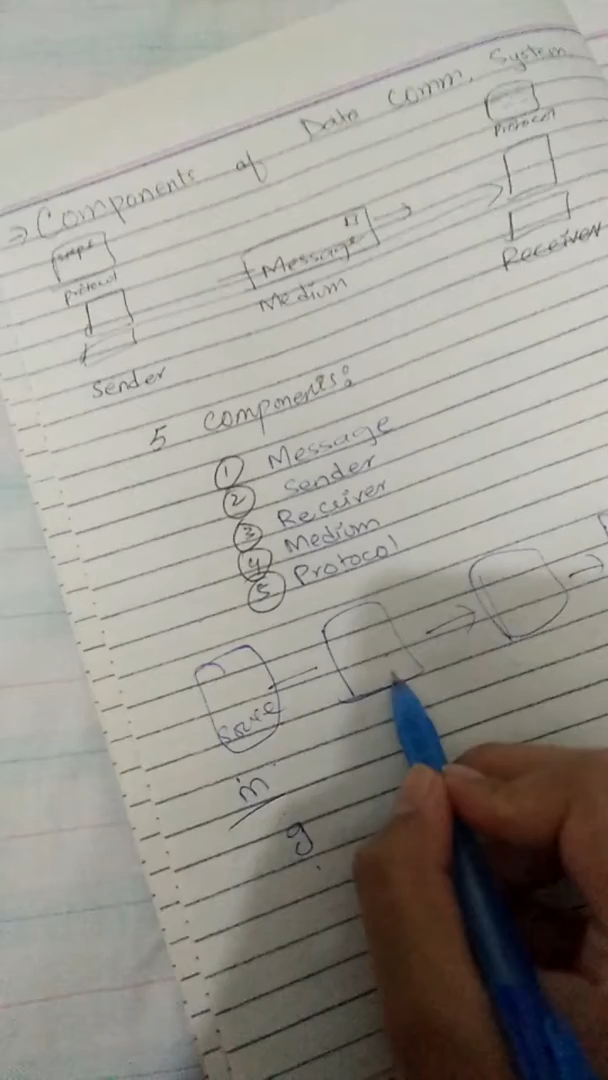 → Components of Data Comm. System
Protocol
Protocol
Message
Medium
Receiver
Sender
5 Components:
① Message
② Sender
③ Receiver
④ Medium
⑤ Protocol
m
g